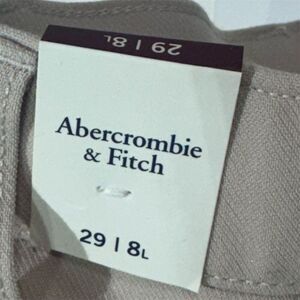 29 | 8L
Abercrombie
& Fitch
29 | 8L